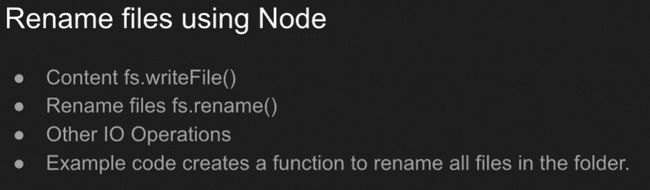 Rename files using Node
● Content fs.writeFile()
● Rename files fs.rename()
● Other IO Operations
● Example code creates a function to rename all files in the folder.